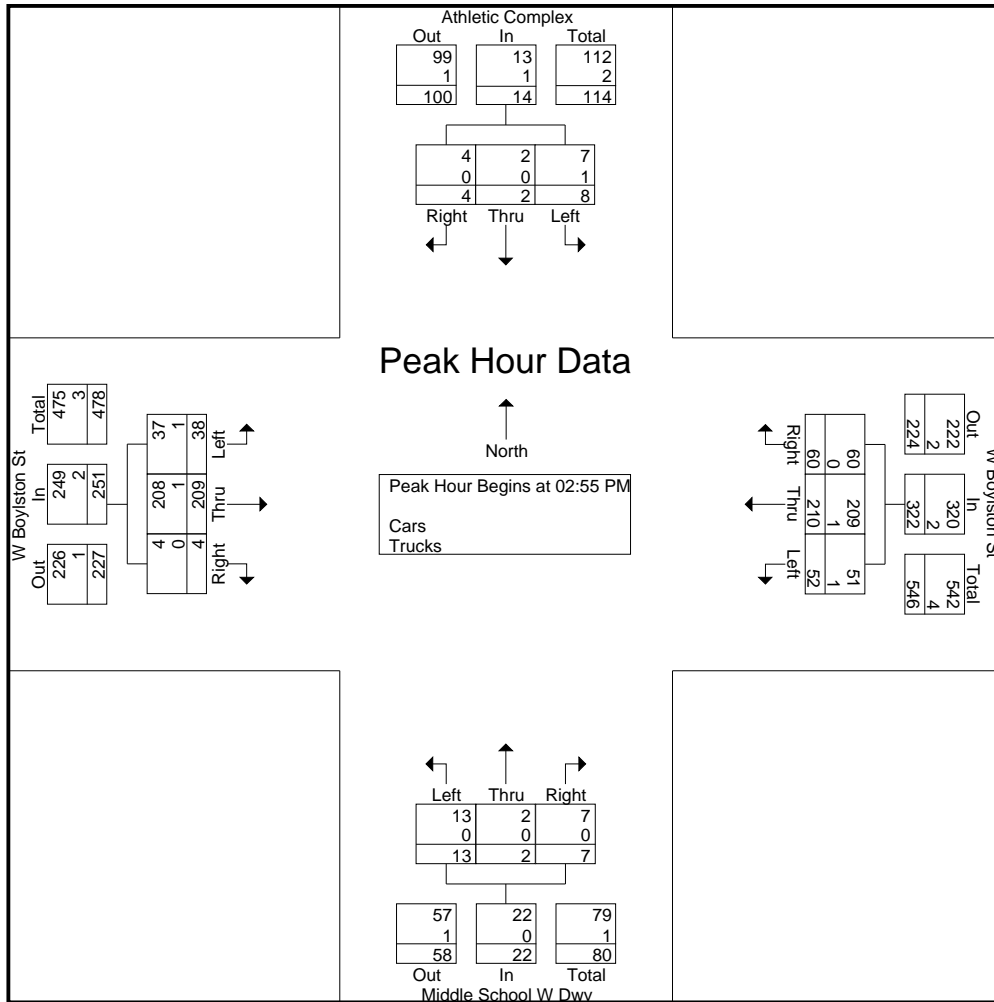 Athletic Complex
Out In Total
99 13 112
1 1 2
100 14 114
4 2 7
0 0 1
4 2 8
Right Thru Left
Peak Hour Data
North
Peak Hour Begins at 02:55 PM
Cars
Trucks
W Boylston St
Total In Out
475 249 226
3 2 1
478 251 227
37 208 4
1 1 0
38 209 4
Left Thru Right
W Boylston St
Out In Total
222 320 542
2 2 4
224 322 546
60 209 51
0 1 1
60 210 52
Right Thru Left
Left Thru Right
13 2 7
0 0 0
13 2 7
57 22 79
1 0 1
58 22 80
Out In Total
Middle School W Dwy